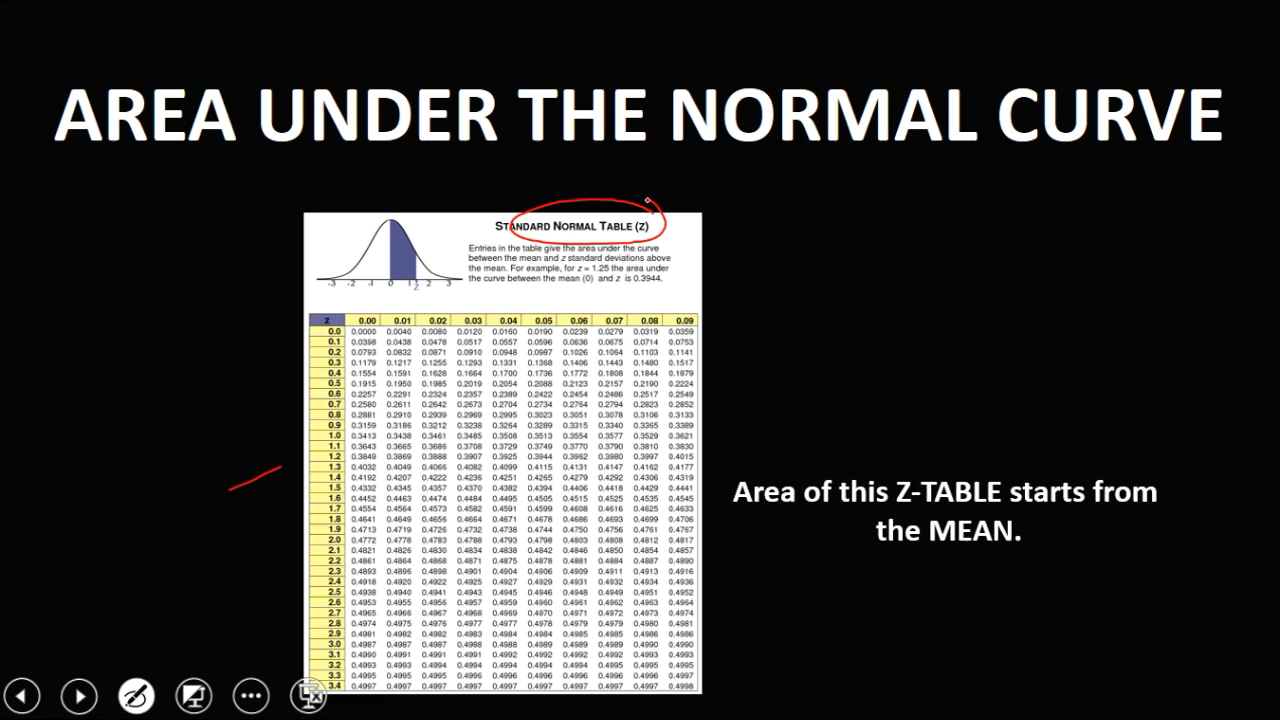 AREA UNDER THE NORMAL CURVE
STANDARD NORMAL TABLE (Z)
Entries in the table give the area under the curve
between the mean and z standard deviations above
the mean. For example, for z = 1.25 the area under
the curve between the mean (0) and z is 0.3944.
-3 -2 -1 0 1 z 2 3
z 0.00 0.01 0.02 0.03 0.04 0.05 0.06 0.07 0.08 0.09
0.0 0.0000 0.0040 0.0080 0.0120 0.0160 0.0190 0.0239 0.0279 0.0319 0.0359
0.1 0.0398 0.0438 0.0478 0.0517 0.0557 0.0596 0.0636 0.0675 0.0714 0.0753
0.2 0.0793 0.0832 0.0871 0.0910 0.0948 0.0987 0.1026 0.1064 0.1103 0.1141
0.3 0.1179 0.1217 0.1255 0.1293 0.1331 0.1368 0.1406 0.1443 0.1480 0.1517
0.4 0.1554 0.1591 0.1628 0.1664 0.1700 0.1736 0.1772 0.1808 0.1844 0.1879
0.5 0.1915 0.1950 0.1985 0.2019 0.2054 0.2088 0.2123 0.2157 0.2190 0.2224
0.6 0.2257 0.2291 0.2324 0.2357 0.2389 0.2422 0.2454 0.2486 0.2517 0.2549
0.7 0.2580 0.2611 0.2642 0.2673 0.2704 0.2734 0.2764 0.2794 0.2823 0.2852
0.8 0.2881 0.2910 0.2939 0.2969 0.2995 0.3023 0.3051 0.3078 0.3106 0.3133
0.9 0.3159 0.3186 0.3212 0.3238 0.3264 0.3289 0.3315 0.3340 0.3365 0.3389
1.0 0.3413 0.3438 0.3461 0.3485 0.3508 0.3513 0.3554 0.3577 0.3529 0.3621
1.1 0.3643 0.3665 0.3686 0.3708 0.3729 0.3749 0.3770 0.3790 0.3810 0.3830
1.2 0.3849 0.3869 0.3888 0.3907 0.3925 0.3944 0.3962 0.3980 0.3997 0.4015
1.3 0.4032 0.4049 0.4066 0.4082 0.4099 0.4115 0.4131 0.4147 0.4162 0.4177
1.4 0.4192 0.4207 0.4222 0.4236 0.4251 0.4265 0.4279 0.4292 0.4306 0.4319
1.5 0.4332 0.4345 0.4357 0.4370 0.4382 0.4394 0.4406 0.4418 0.4429 0.4441
1.6 0.4452 0.4463 0.4474 0.4484 0.4495 0.4505 0.4515 0.4525 0.4535 0.4545
1.7 0.4554 0.4564 0.4573 0.4582 0.4591 0.4599 0.4608 0.4616 0.4625 0.4633
1.8 0.4641 0.4649 0.4656 0.4664 0.4671 0.4678 0.4686 0.4693 0.4699 0.4706
1.9 0.4713 0.4719 0.4726 0.4732 0.4738 0.4744 0.4750 0.4756 0.4761 0.4767
2.0 0.4772 0.4778 0.4783 0.4788 0.4793 0.4798 0.4803 0.4808 0.4812 0.4817
2.1 0.4821 0.4826 0.4830 0.4834 0.4838 0.4842 0.4846 0.4850 0.4854 0.4857
2.2 0.4861 0.4864 0.4868 0.4871 0.4875 0.4878 0.4881 0.4884 0.4887 0.4890
2.3 0.4893 0.4896 0.4898 0.4901 0.4904 0.4906 0.4909 0.4911 0.4913 0.4916
2.4 0.4918 0.4920 0.4922 0.4925 0.4927 0.4929 0.4931 0.4932 0.4934 0.4936
2.5 0.4938 0.4940 0.4941 0.4943 0.4945 0.4946 0.4948 0.4949 0.4951 0.4952
2.6 0.4953 0.4955 0.4956 0.4957 0.4959 0.4960 0.4961 0.4962 0.4963 0.4964
2.7 0.4965 0.4966 0.4967 0.4968 0.4969 0.4970 0.4971 0.4972 0.4973 0.4974
2.8 0.4974 0.4975 0.4976 0.4977 0.4977 0.4978 0.4979 0.4979 0.4980 0.4981
2.9 0.4981 0.4982 0.4982 0.4983 0.4984 0.4984 0.4985 0.4985 0.4986 0.4986
3.0 0.4987 0.4987 0.4987 0.4988 0.4988 0.4989 0.4989 0.4989 0.4990 0.4990
3.1 0.4990 0.4991 0.4991 0.4991 0.4992 0.4992 0.4992 0.4992 0.4993 0.4993
3.2 0.4993 0.4993 0.4994 0.4994 0.4994 0.4994 0.4994 0.4995 0.4995 0.4995
3.3 0.4995 0.4995 0.4995 0.4996 0.4996 0.4996 0.4996 0.4996 0.4996 0.4997
3.4 0.4997 0.4997 0.4997 0.4997 0.4997 0.4997 0.4997 0.4997 0.4997 0.4998
Area of this Z-TABLE starts from
the MEAN.